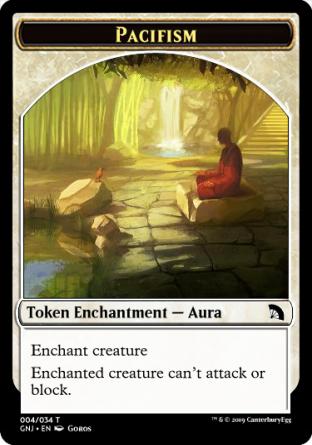 Pacifism
Token Enchantment — Aura
Enchant creature
Enchanted creature can't attack or
block.
004/034 T
GNJ • EN Goros
™ & © 2019 CanterburyEgg